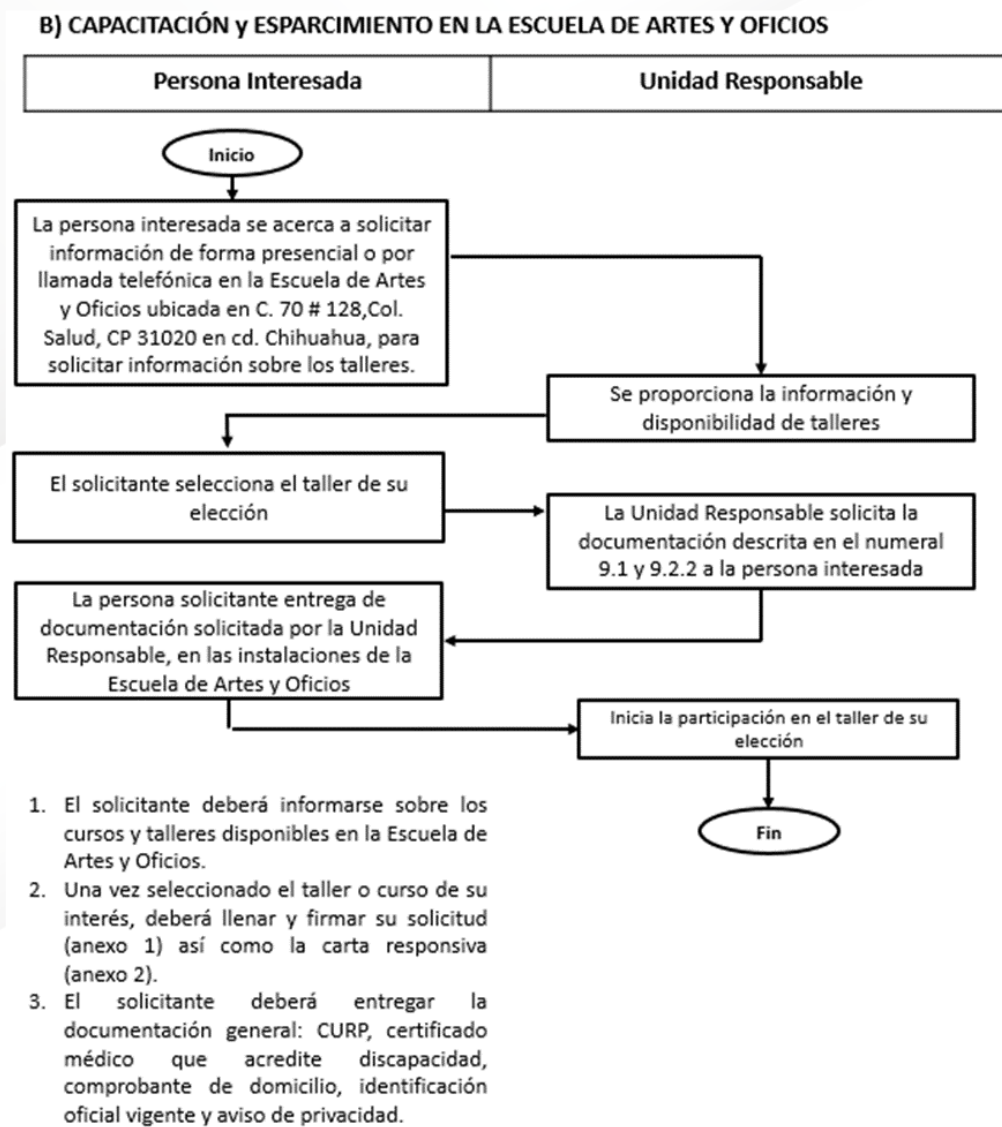 B) CAPACITACIÓN y ESPARCIMIENTO EN LA ESCUELA DE ARTES Y OFICIOS
Persona Interesada
Unidad Responsable
Inicio
La persona interesada se acerca a solicitar
información de forma presencial o por
llamada telefónica en la Escuela de Artes
y Oficios ubicada en C. 70 # 128,Col.
Salud, CP 31020 en cd. Chihuahua, para
solicitar información sobre los talleres.
Se proporciona la información y
disponibilidad de talleres
El solicitante selecciona el taller de su
elección
La Unidad Responsable solicita la
documentación descrita en el numeral
9.1 y 9.2.2 a la persona interesada
La persona solicitante entrega de
documentación solicitada por la Unidad
Responsable, en las instalaciones de la
Escuela de Artes y Oficios
Inicia la participación en el taller de su
elección
Fin
1. El solicitante deberá informarse sobre los
cursos y talleres disponibles en la Escuela de
Artes y Oficios.
2. Una vez seleccionado el taller o curso de su
interés, deberá llenar y firmar su solicitud
(anexo 1) así como la carta responsiva
(anexo 2).
3. El solicitante deberá entregar la
documentación general: CURP, certificado
médico que acredite discapacidad,
comprobante de domicilio, identificación
oficial vigente y aviso de privacidad.